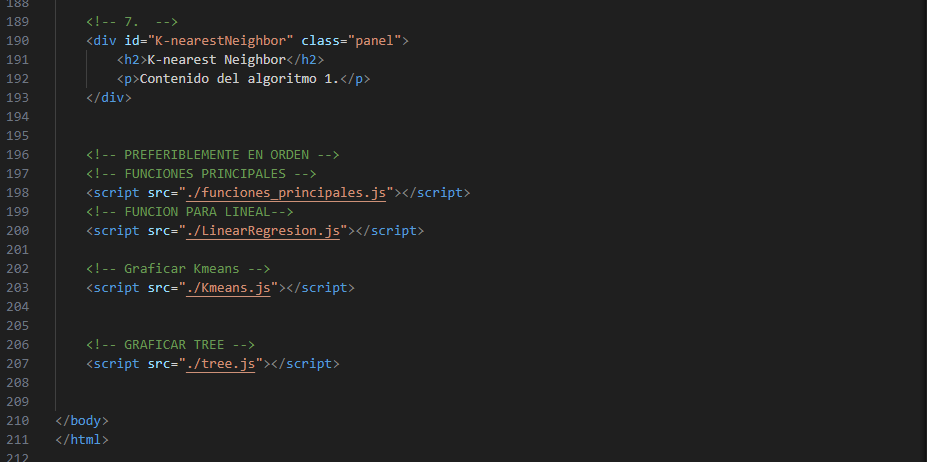 188
189 <!-- 7.  -->
190 <div id="K-nearestNeighbor" class="panel">
191 <h2>K-nearest Neighbor</h2>
192 <p>Contenido del algoritmo 1.</p>
193 </div>
194
195
196 <!-- PREFERIBLEMENTE EN ORDEN -->
197 <!-- FUNCIONES PRINCIPALES -->
198 <script src="./funciones_principales.js"></script>
199 <!-- FUNCION PARA LINEAL-->
200 <script src="./LinearRegresion.js"></script>
201
202 <!-- Graficar Kmeans -->
203 <script src="./Kmeans.js"></script>
204
205
206 <!-- GRAFICAR TREE -->
207 <script src="./tree.js"></script>
208
209
210 </body>
211 </html>
212